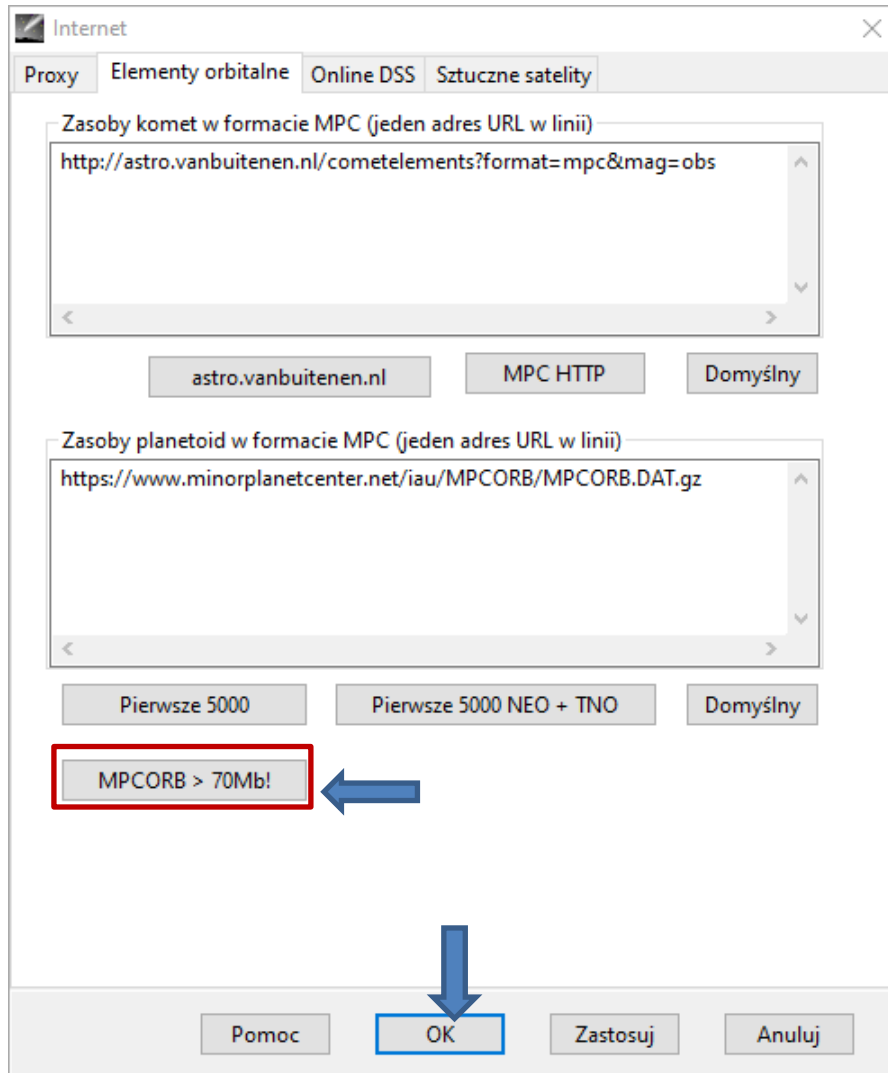 Internet
Proxy Elementy orbitalne Online DSS Sztuczne satelity
Zasoby komet w formacie MPC (jeden adres URL w linii)
http://astro.vanbuitenen.nl/cometelements?format=mpc&mag=obs
astro.vanbuitenen.nl MPC HTTP Domyślny
Zasoby planetoid w formacie MPC (jeden adres URL w linii)
https://www.minorplanetcenter.net/iau/MPCORB/MPCORB.DAT.gz
Pierwsze 5000 Pierwsze 5000 NEO + TNO Domyślny
MPCORB > 70Mb!
Pomoc OK Zastosuj Anuluj